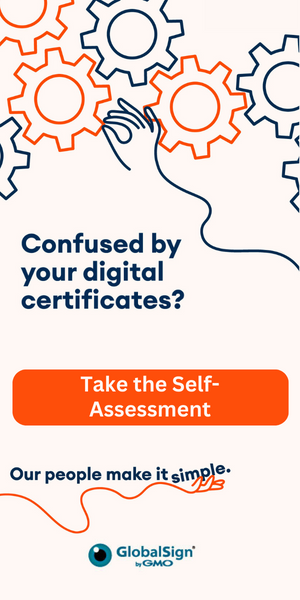 Confused by
your digital
certificates?
Take the Self-
Assessment
Our people make it simple.
GlobalSign®
by GMO